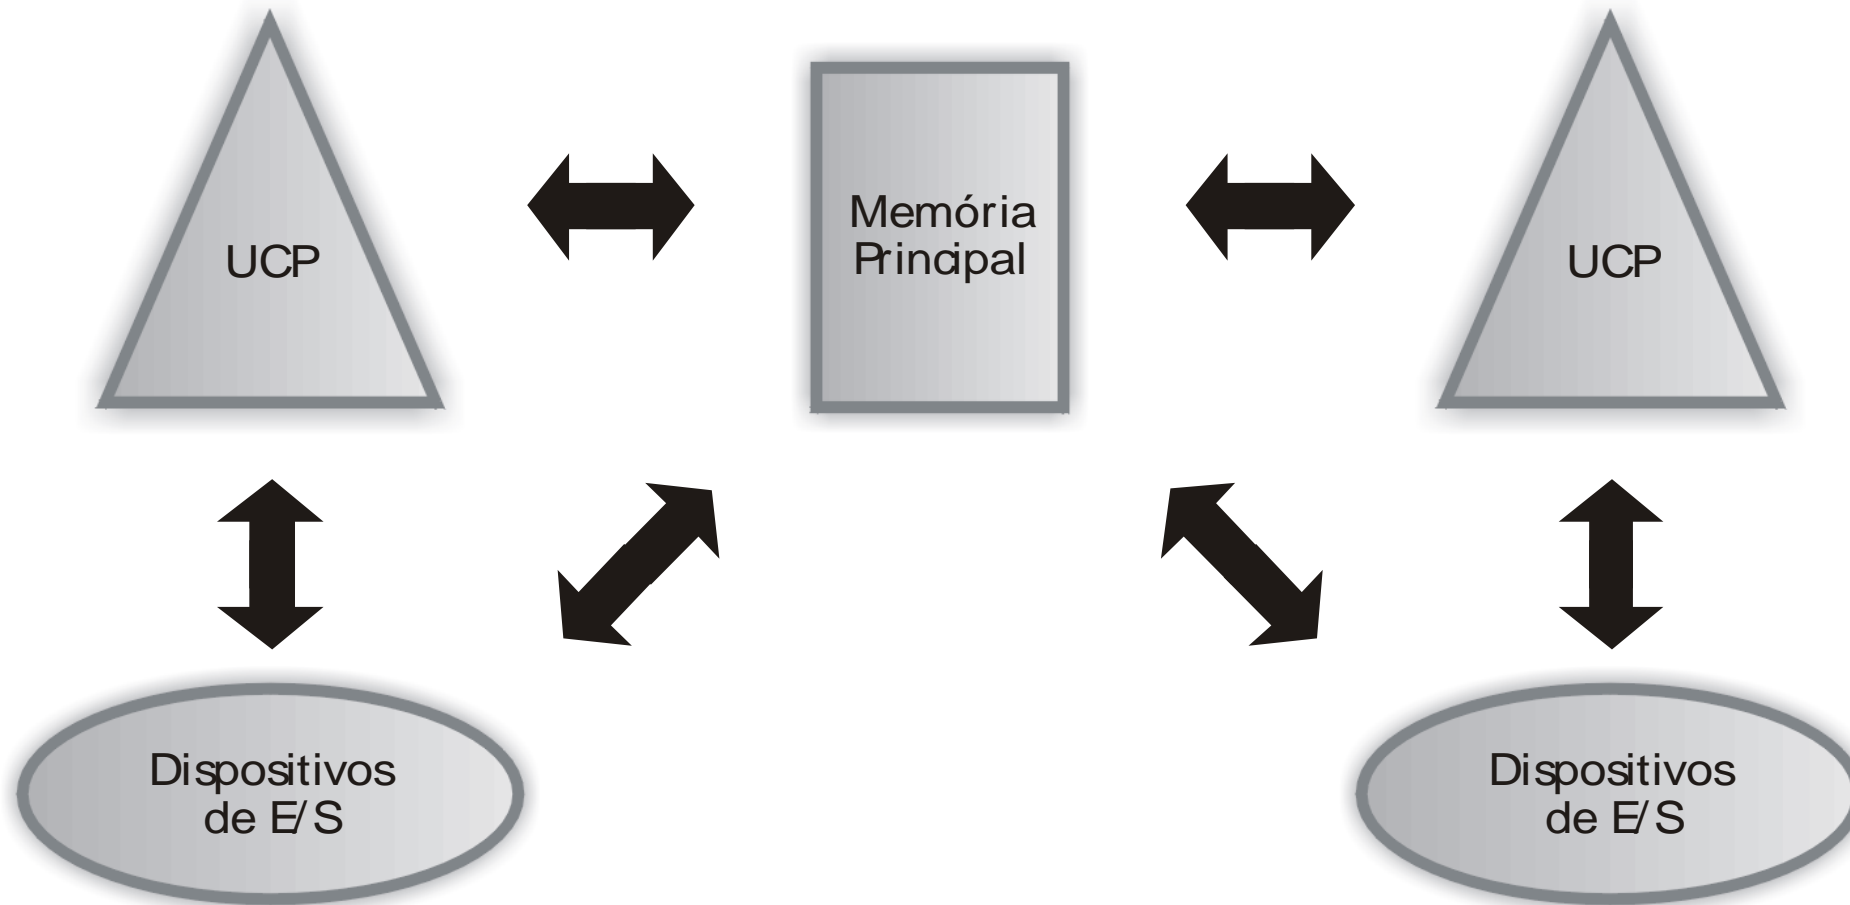 UCP
Memória
Principal
UCP
Dispositivos
de E/S
Dispositivos
de E/S